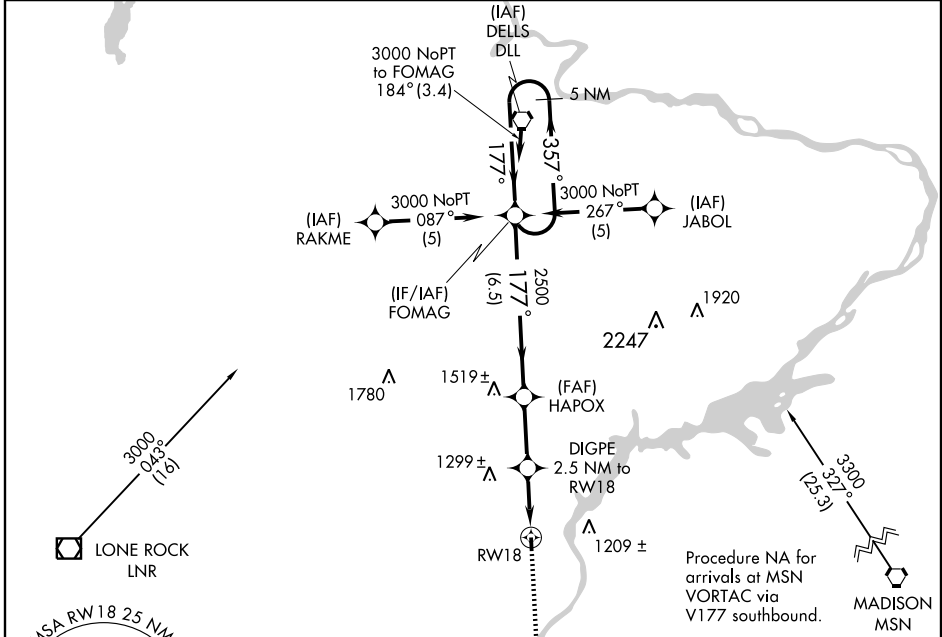 (IAF)
DELLS
DLL
3000 NoPT
to FOMAG
184° (3.4)
5 NM
177°
357°
3000 NoPT
087°
(5)
(IAF)
RAKME
3000 NoPT
267°
(5)
(IAF)
JABOL
(IF/IAF)
FOMAG
2500
177°
(6.5)
1920
2247
1780
1519 ±
(FAF)
HAPOX
3000
043°
(16)
1299 ±
DIGPE
2.5 NM to
RW18
3300
327°
(25.3)
LONE ROCK
LNR
RW18
1209 ±
Procedure NA for
arrivals at MSN
VORTAC via
V177 southbound.
MADISON
MSN
MSA RW18 25 NM